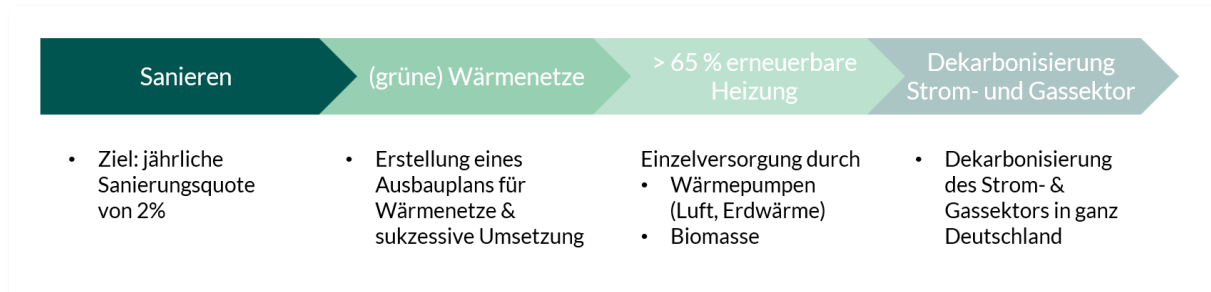 Sanieren
(grüne) Wärmenetze
> 65 % erneuerbare
Heizung
Dekarbonisierung
Strom- und Gassektor
• Ziel: jährliche
Sanierungsquote
von 2%
• Erstellung eines
Ausbauplans für
Wärmenetze &
sukzessive Umsetzung
Einzelversorgung durch
• Wärmepumpen
(Luft, Erdwärme)
• Biomasse
• Dekarbonisierung
des Strom- &
Gassektors in ganz
Deutschland